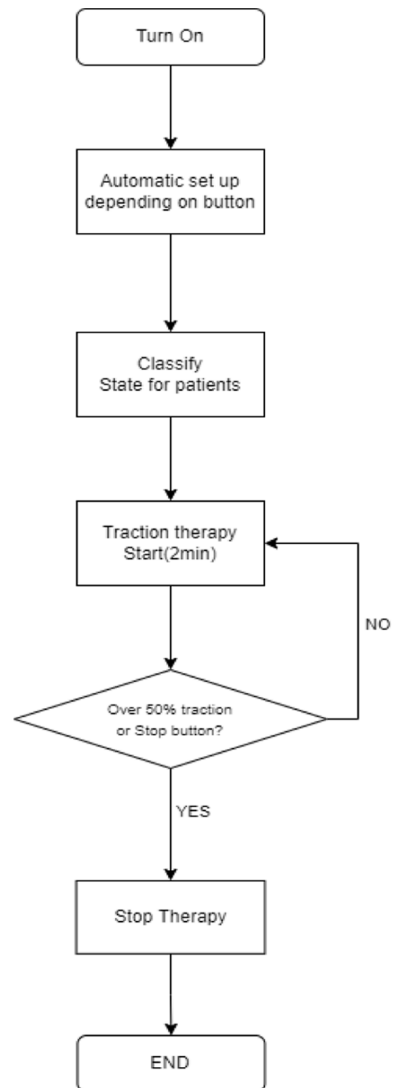 Turn On
Automatic set up
depending on button
Classify
State for patients
Traction therapy
Start(2min)
NO
Over 50% traction
or Stop button?
YES
Stop Therapy
END